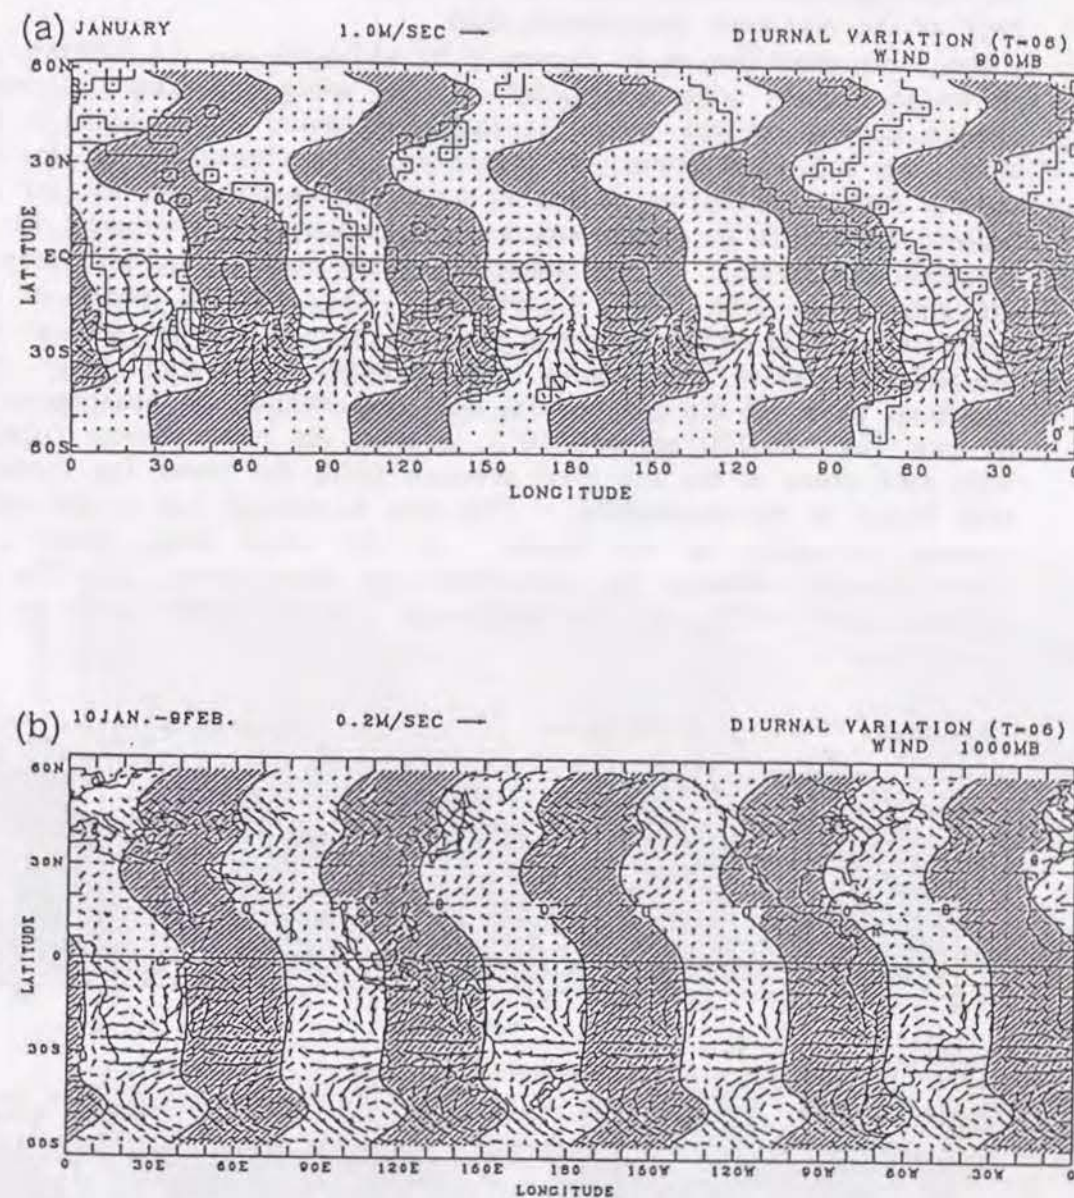 (a) JANUARY 1.0M/SEC → DIURNAL VARIATION (T=06)
WIND 900MB
60N
30N
EQ
30S
60S
LATITUDE
0 30 60 90 120 150 180 150 120 90 60 30 0
LONGITUDE
(b) 10JAN.-9FEB. 0.2M/SEC → DIURNAL VARIATION (T=06)
WIND 1000MB
60N
30N
0
30S
60S
LATITUDE
0 30E 60E 90E 120E 150E 180 150W 120W 90W 60W 30W 0
LONGITUDE